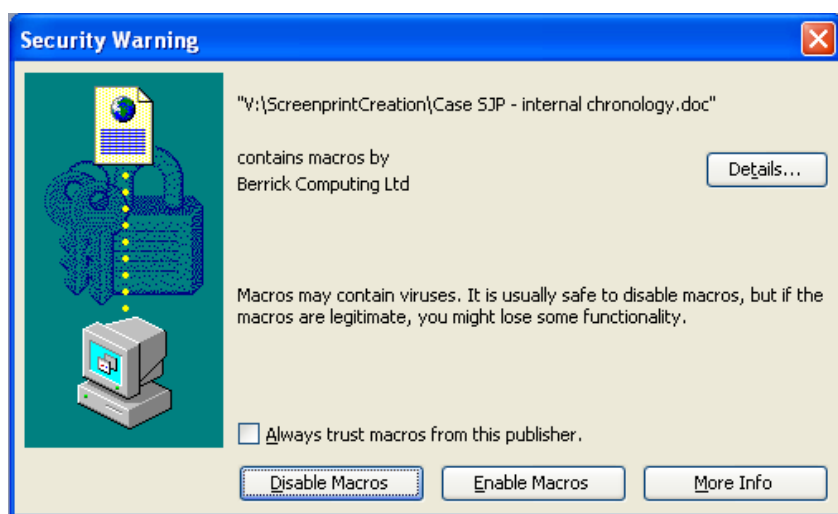 Security Warning
"V:\ScreenprintCreation\Case SJP - internal chronology.doc"
contains macros by
Berrick Computing Ltd
Details...
Macros may contain viruses. It is usually safe to disable macros, but if the
macros are legitimate, you might lose some functionality.
Always trust macros from this publisher.
Disable Macros
Enable Macros
More Info